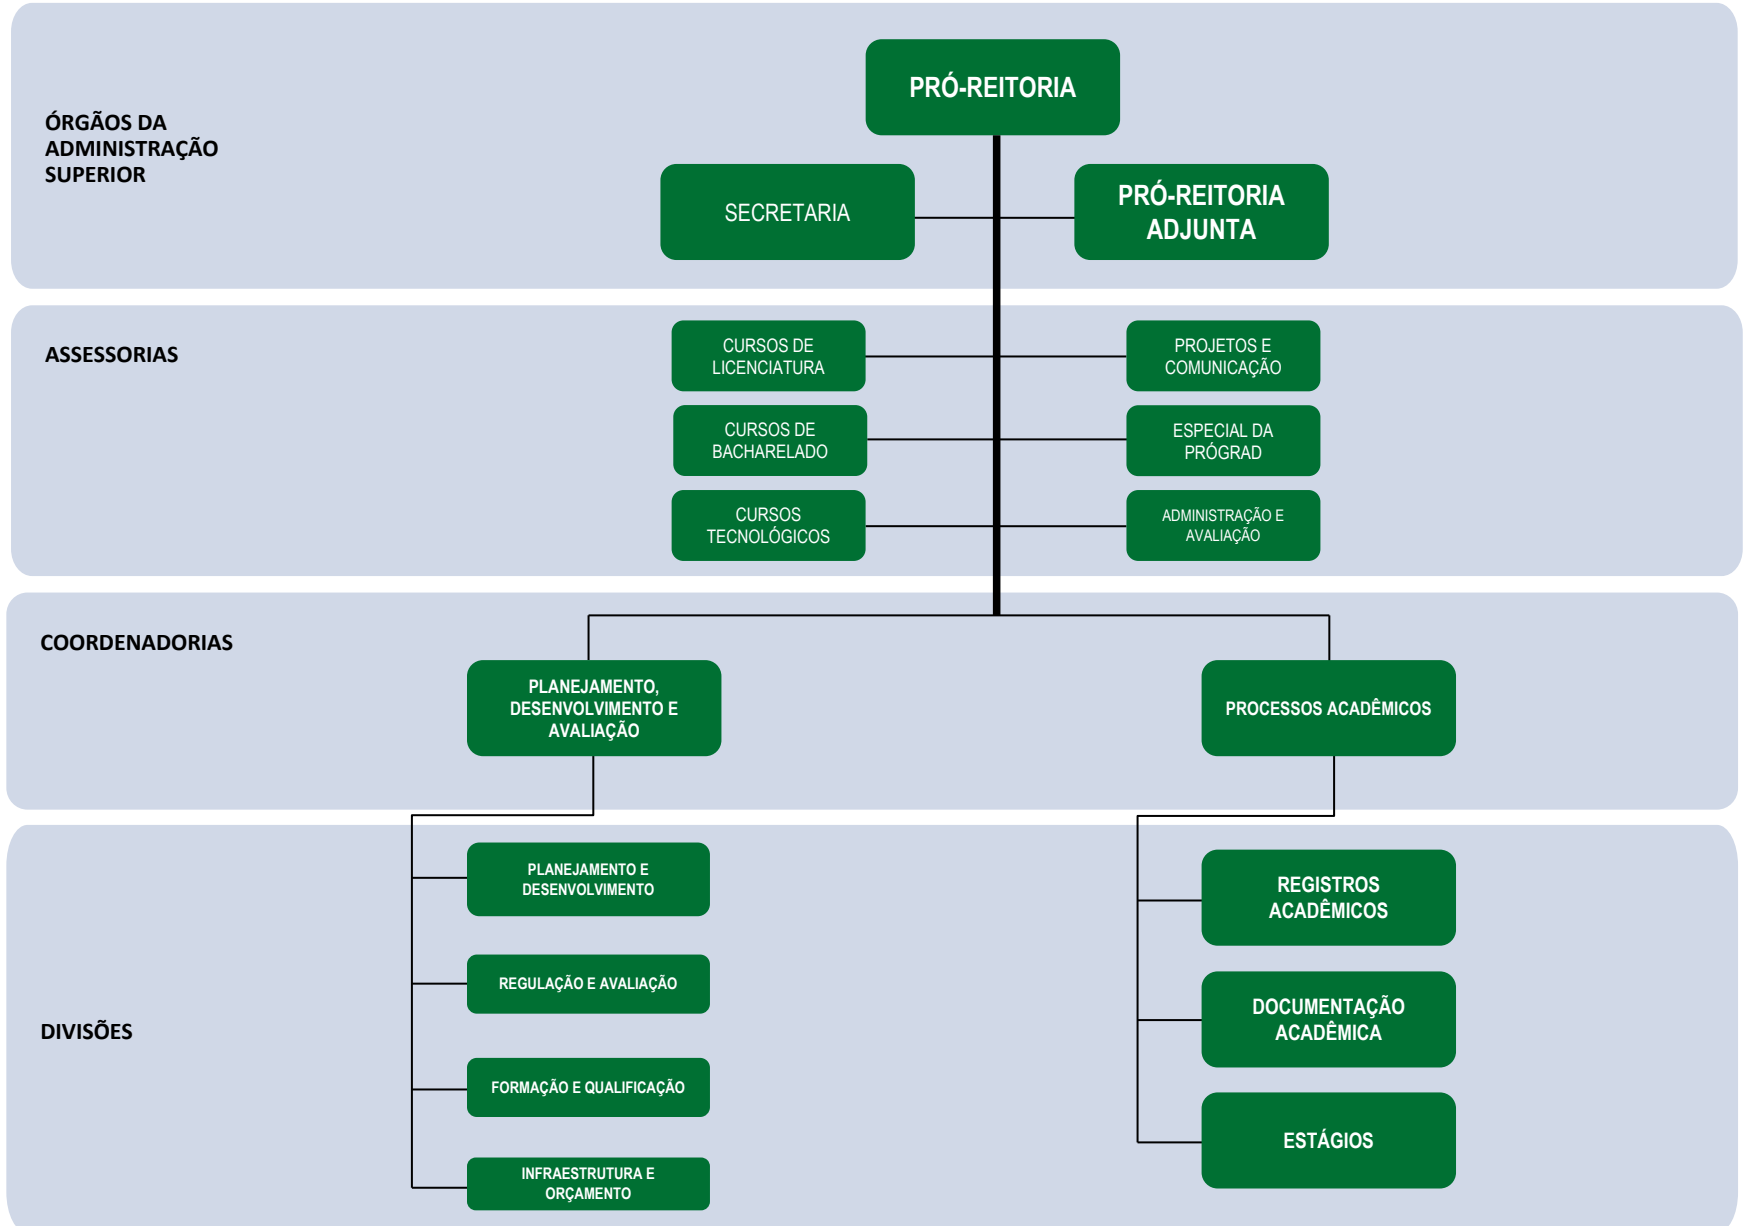 PRÓ-REITORIA
ÓRGÃOS DA
ADMINISTRAÇÃO
SUPERIOR
SECRETARIA
PRÓ-REITORIA
ADJUNTA
ASSESSORIAS
CURSOS DE
LICENCIATURA
PROJETOS E
COMUNICAÇÃO
CURSOS DE
BACHARELADO
ESPECIAL DA
PRÓGRAD
CURSOS
TECNOLÓGICOS
ADMINISTRAÇÃO E
AVALIAÇÃO
COORDENADORIAS
PLANEJAMENTO,
DESENVOLVIMENTO E
AVALIAÇÃO
PROCESSOS ACADÊMICOS
DIVISÕES
PLANEJAMENTO E
DESENVOLVIMENTO
REGULAÇÃO E AVALIAÇÃO
FORMAÇÃO E QUALIFICAÇÃO
INFRAESTRUTURA E
ORÇAMENTO
REGISTROS
ACADÊMICOS
DOCUMENTAÇÃO
ACADÊMICA
ESTÁGIOS